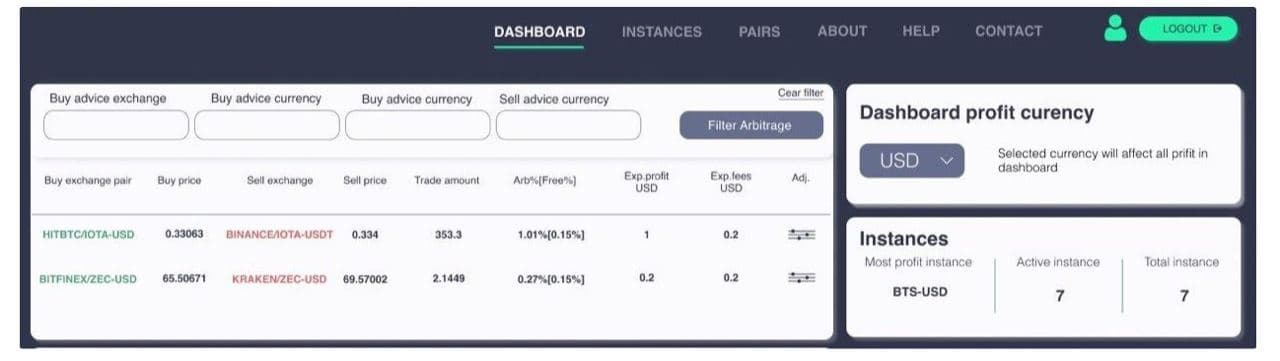 DASHBOARD INSTANCES PAIRS ABOUT HELP CONTACT LOGOUT
Cear filter
Buy advice exchange Buy advice currency Buy advice currency Sell advice currency
Filter Arbitrage
Buy exchange pair Buy price Sell exchange Sell price Trade amount Arb%[Free%] Exp.profit USD Exp.fees USD Adj.
HITBTC/IOTA-USD 0.33063 BINANCE/IOTA-USDT 0.334 353.3 1.01%[0.15%] 1 0.2
BITFINEX/ZEC-USD 65.50671 KRAKEN/ZEC-USD 69.57002 2.1449 0.27%[0.15%] 0.2 0.2
Dashboard profit curency
USD
Selected currency will affect all prifit in
dashboard
Instances
Most profit instance Active instance Total instance
BTS-USD 7 7